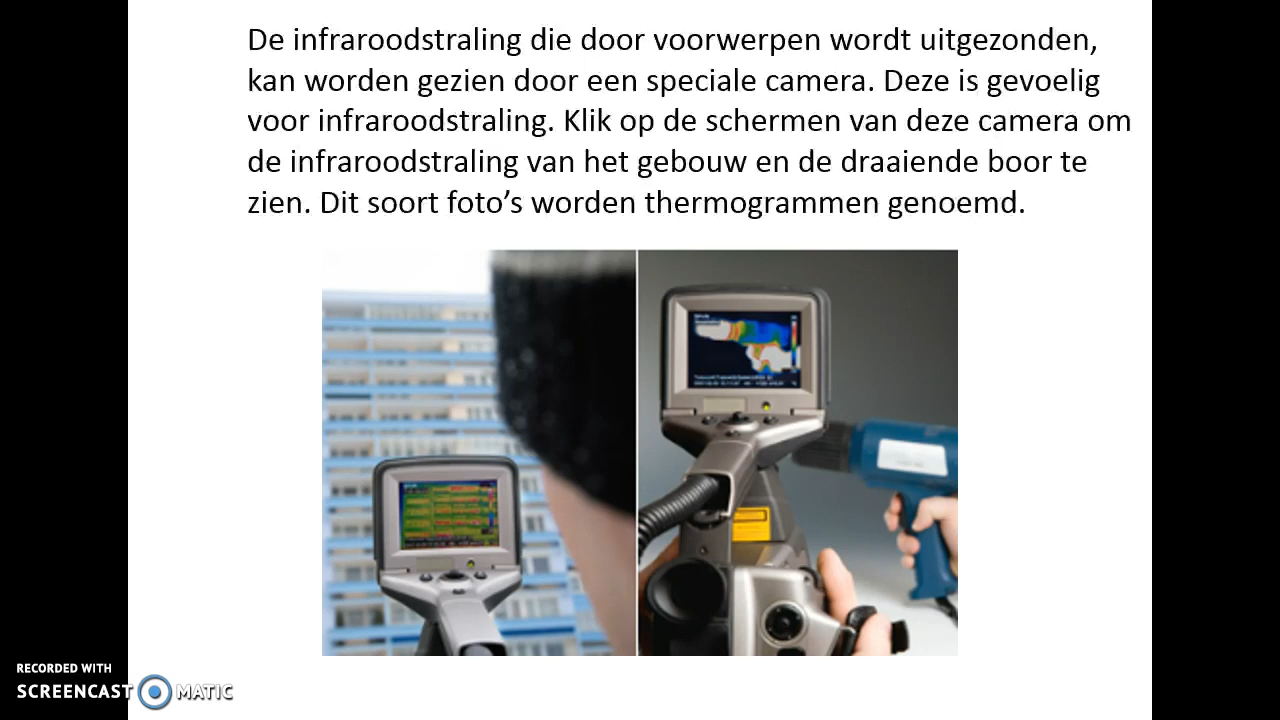 De infraroodstraling die door voorwerpen wordt uitgezonden,
kan worden gezien door een speciale camera. Deze is gevoelig
voor infraroodstraling. Klik op de schermen van deze camera om
de infraroodstraling van het gebouw en de draaiende boor te
zien. Dit soort foto’s worden thermogrammen genoemd.
RECORDED WITH
SCREENCAST MATIC